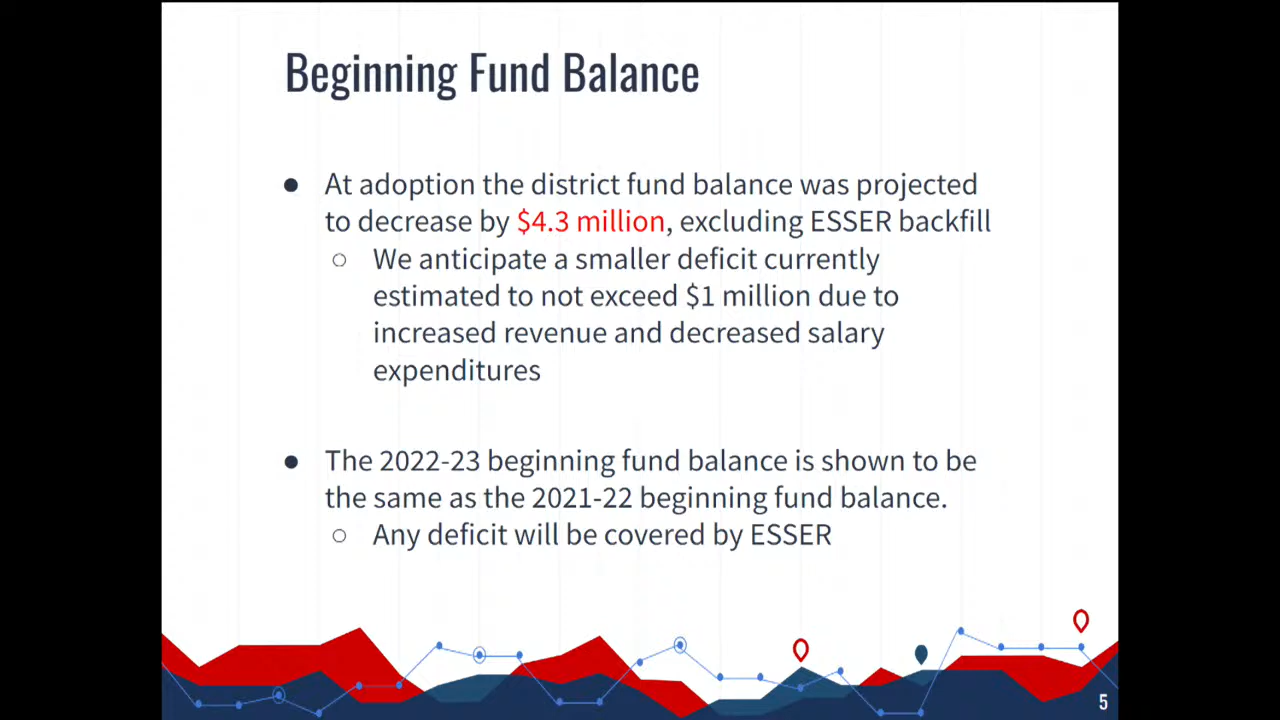 Beginning Fund Balance
● At adoption the district fund balance was projected
to decrease by $4.3 million, excluding ESSER backfill
○ We anticipate a smaller deficit currently
estimated to not exceed $1 million due to
increased revenue and decreased salary
expenditures
● The 2022-23 beginning fund balance is shown to be
the same as the 2021-22 beginning fund balance.
○ Any deficit will be covered by ESSER
5